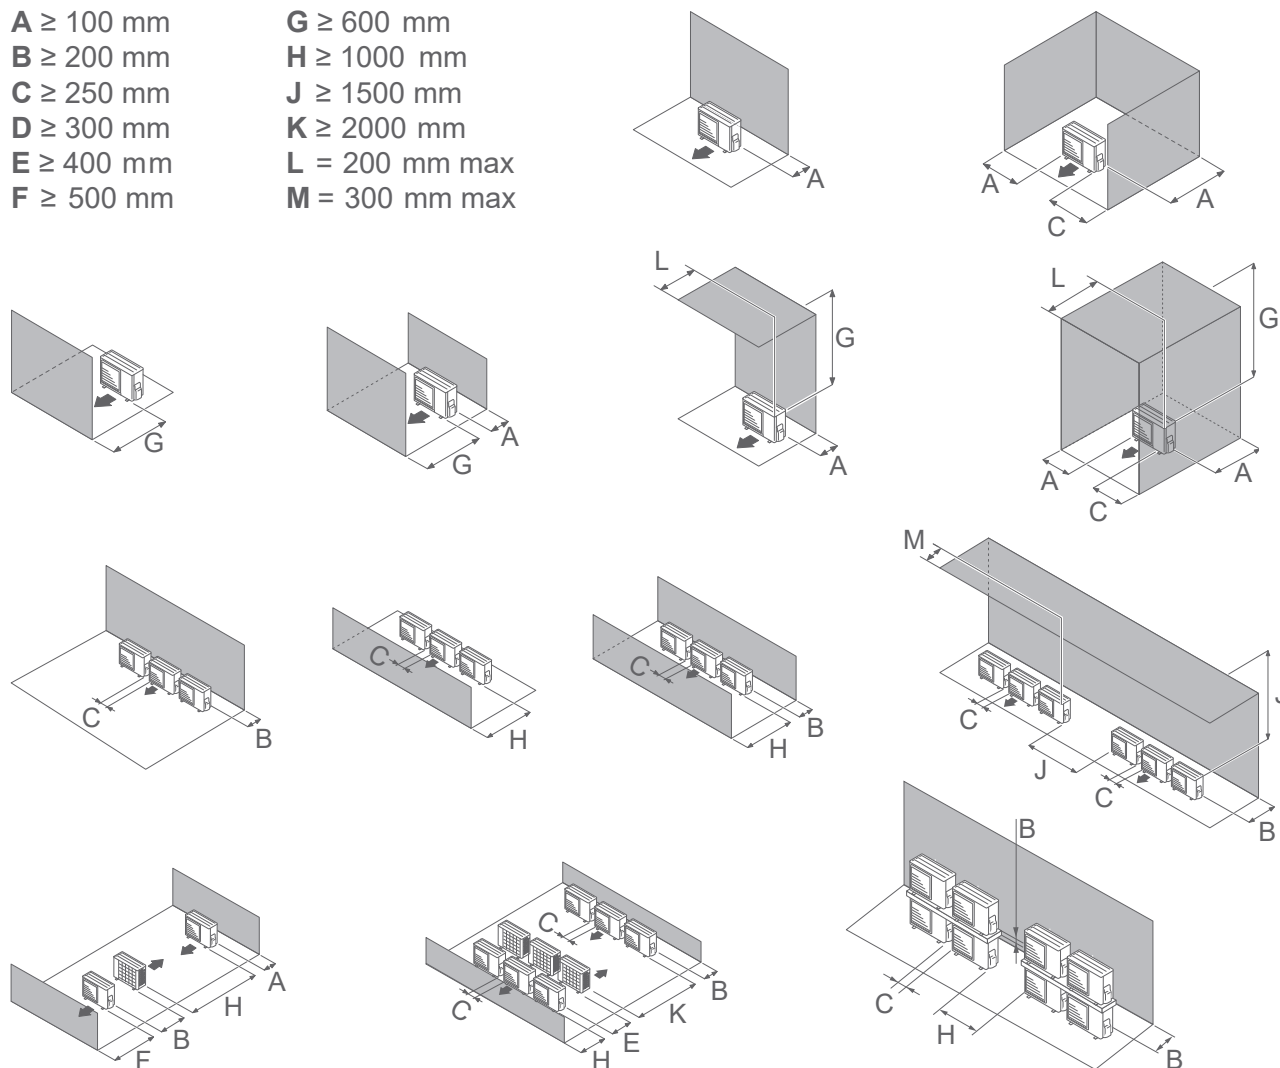 A ≥ 100 mm
B ≥ 200 mm
C ≥ 250 mm
D ≥ 300 mm
E ≥ 400 mm
F ≥ 500 mm
G ≥ 600 mm
H ≥ 1000 mm
J ≥ 1500 mm
K ≥ 2000 mm
L = 200 mm max
M = 300 mm max
A
A
C
A
G
G
A
L
G
A
L
G
A
C
A
C
B
C
H
C
H
B
M
J
C
J
C
B
F
B
H
A
C
C
H
E
K
B
B
C
H
B